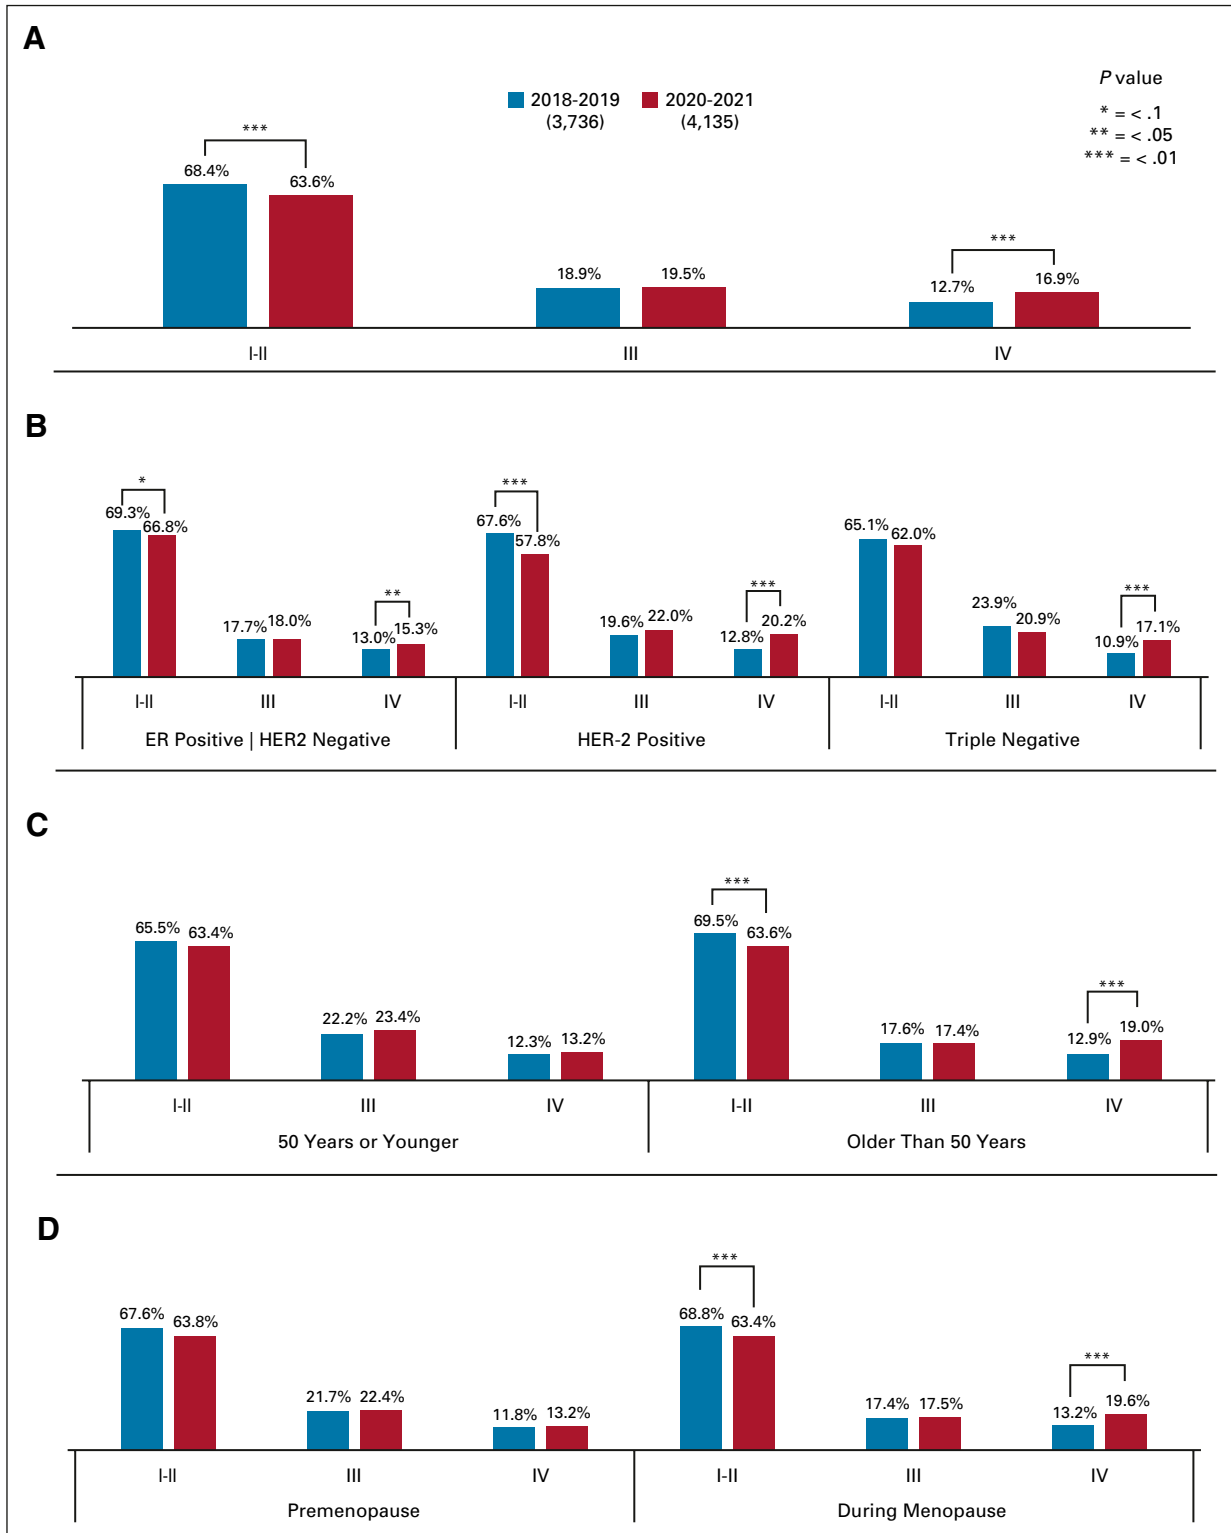 A
P value
2018-2019 2020-2021
(3,736) (4,135)
* = < .1
** = < .05
*** = < .01
*** ***
68.4% 63.6% 18.9% 19.5% 12.7% 16.9%
I-II III IV
B
* ** *** *** ***
69.3% 66.8% 17.7% 18.0% 13.0% 15.3% 67.6% 57.8% 19.6% 22.0% 12.8% 20.2% 65.1% 62.0% 23.9% 20.9% 10.9% 17.1%
I-II III IV I-II III IV I-II III IV
ER Positive | HER2 Negative HER-2 Positive Triple Negative
C
*** ***
65.5% 63.4% 22.2% 23.4% 12.3% 13.2% 69.5% 63.6% 17.6% 17.4% 12.9% 19.0%
I-II III IV I-II III IV
50 Years or Younger Older Than 50 Years
D
*** ***
67.6% 63.8% 21.7% 22.4% 11.8% 13.2% 68.8% 63.4% 17.4% 17.5% 13.2% 19.6%
I-II III IV I-II III IV
Premenopause During Menopause